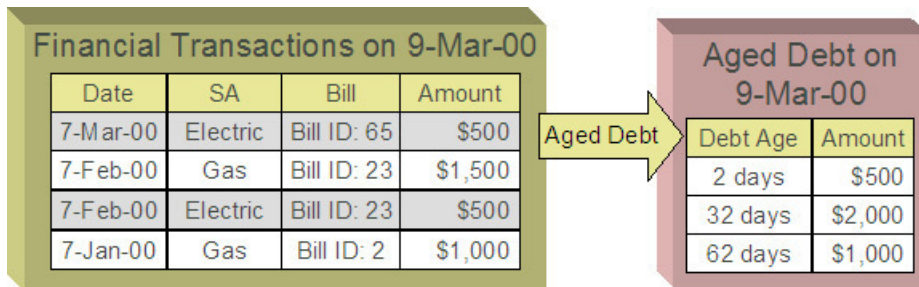 Financial Transactions on 9-Mar-00
Date SA Bill Amount
7-Mar-00 Electric Bill ID: 65 $500
7-Feb-00 Gas Bill ID: 23 $1,500
7-Feb-00 Electric Bill ID: 23 $500
7-Jan-00 Gas Bill ID: 2 $1,000
Aged Debt
Aged Debt on
9-Mar-00
Debt Age Amount
2 days $500
32 days $2,000
62 days $1,000